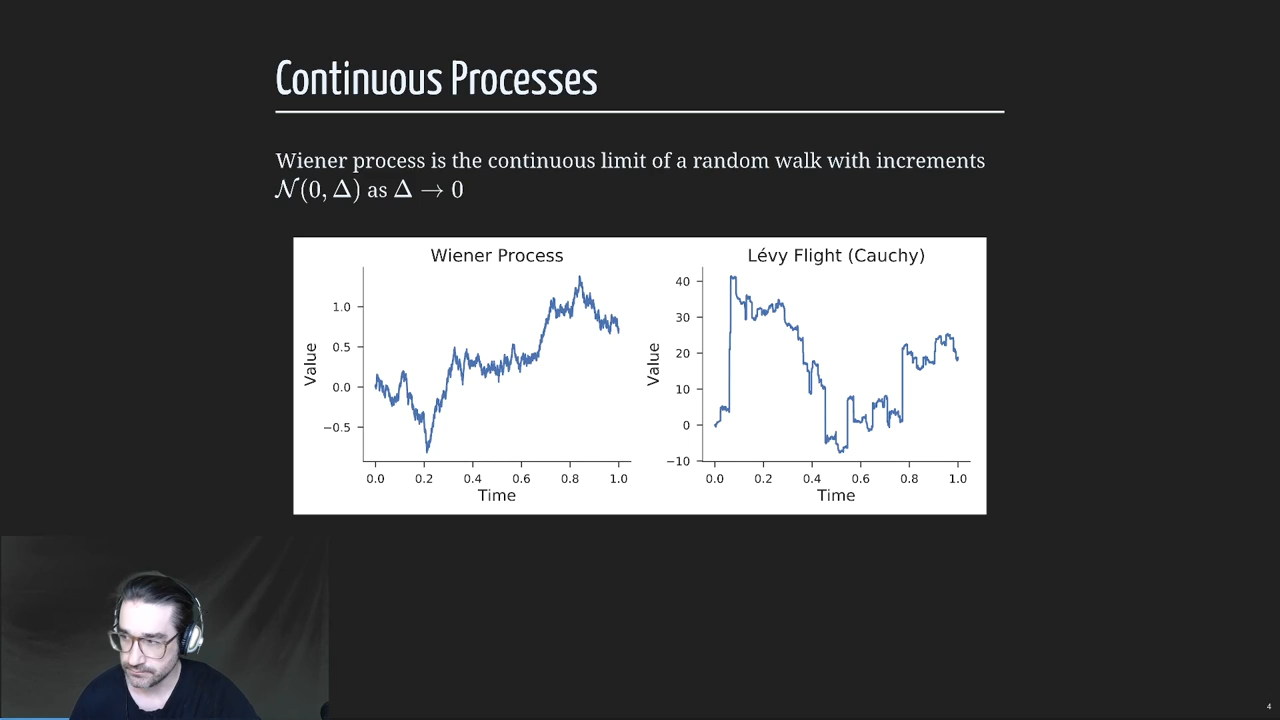 Continuous Processes
Wiener process is the continuous limit of a random walk with increments
𝒩(0, Δ) as Δ → 0
Wiener Process
Value
1.0
0.5
0.0
−0.5
0.0 0.2 0.4 0.6 0.8 1.0
Time
Lévy Flight (Cauchy)
Value
40
30
20
10
0
−10
0.0 0.2 0.4 0.6 0.8 1.0
Time
4